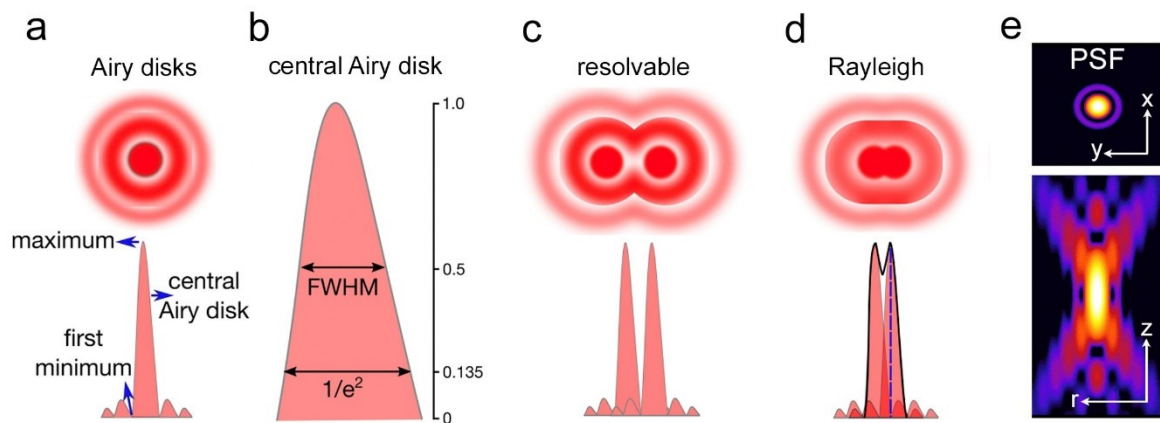 a
Airy disks
maximum
central
Airy disk
first
minimum
b
central Airy disk
1.0
0.5
FWHM
0.135
1/e²
0
c
resolvable
d
Rayleigh
e
PSF
x
y
z
r